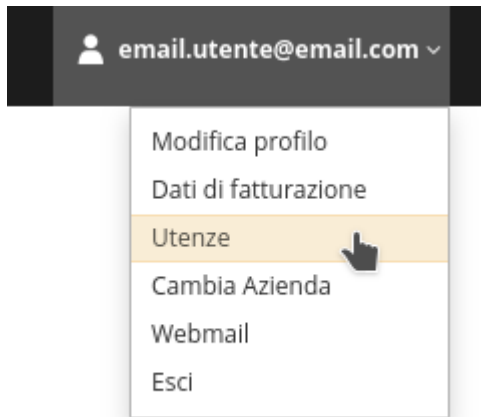 email.utente@email.com
Modifica profilo
Dati di fatturazione
Utenze
Cambia Azienda
Webmail
Esci